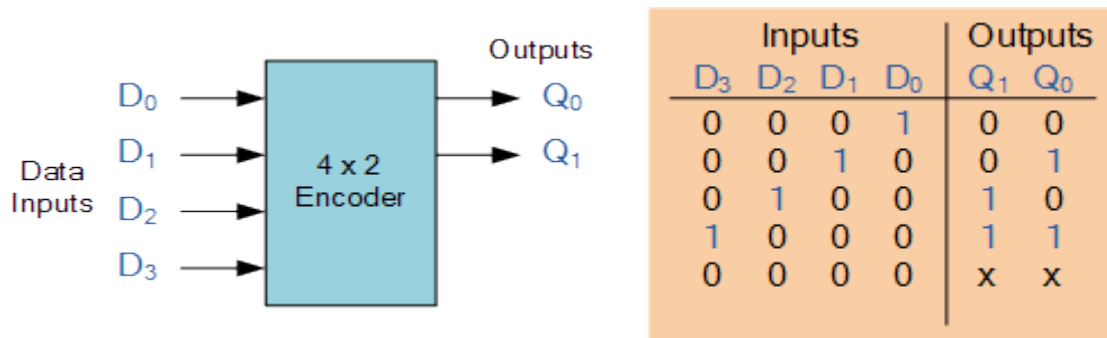 Outputs
D₀
Q₀
D₁
Q₁
Data
Inputs
4 x 2
Encoder
D₂
D₃
Inputs Outputs
D₃ D₂ D₁ D₀ Q₁ Q₀
0 0 0 1 0 0
0 0 1 0 0 1
0 1 0 0 1 0
1 0 0 0 1 1
0 0 0 0 x x